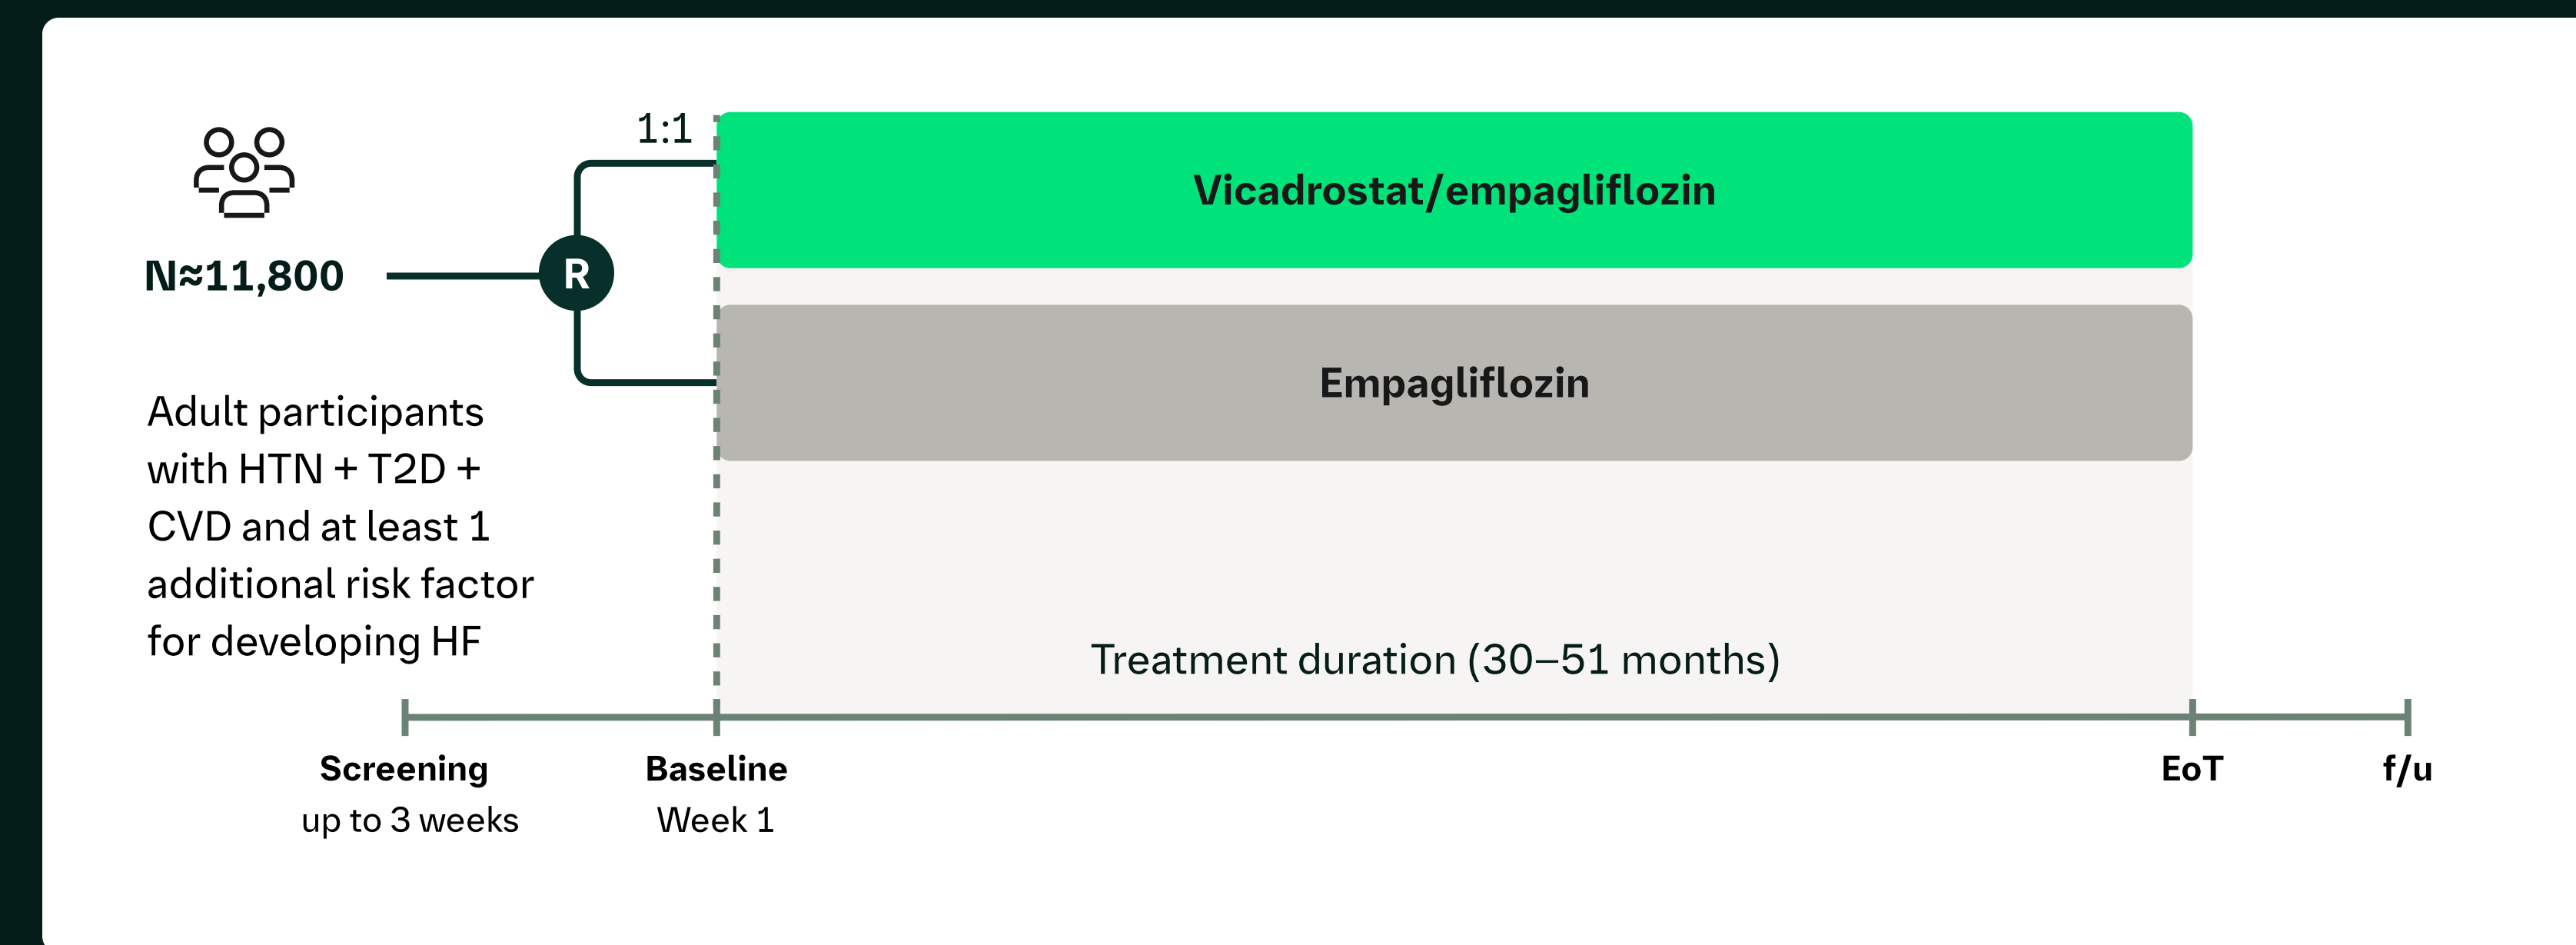 1:1
Vicadrostat/empagliflozin
N≈11,800
R
Empagliflozin
Adult participants
with HTN + T2D +
CVD and at least 1
additional risk factor
for developing HF
Treatment duration (30–51 months)
Screening
up to 3 weeks
Baseline
Week 1
EoT
f/u